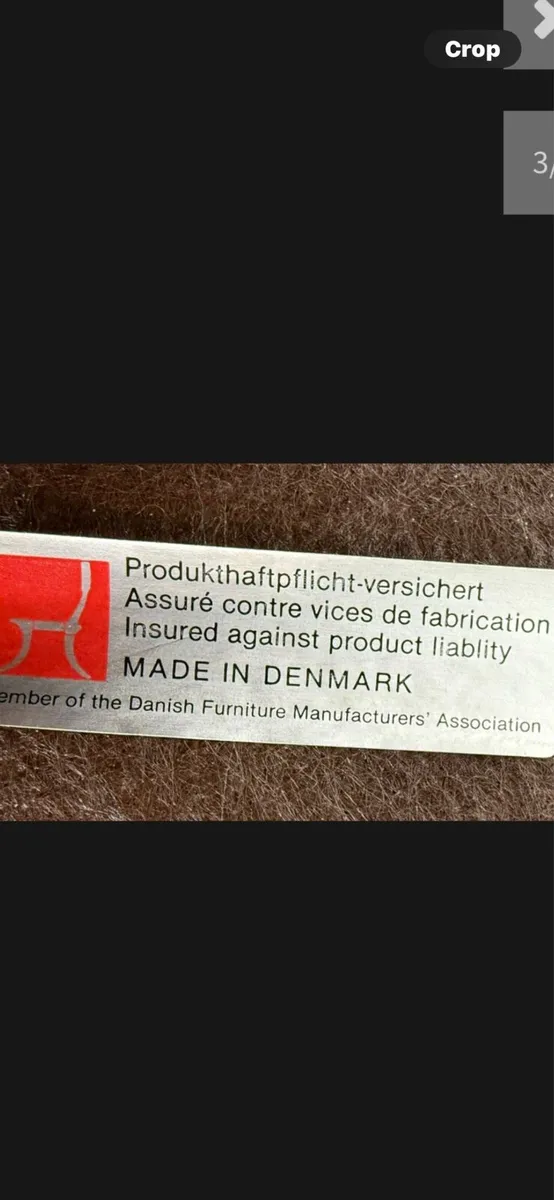 Crop
3/
Produkthaftpflicht-versichert
Assuré contre vices de fabrication
Insured against product liablity
MADE IN DENMARK
ember of the Danish Furniture Manufacturers' Association